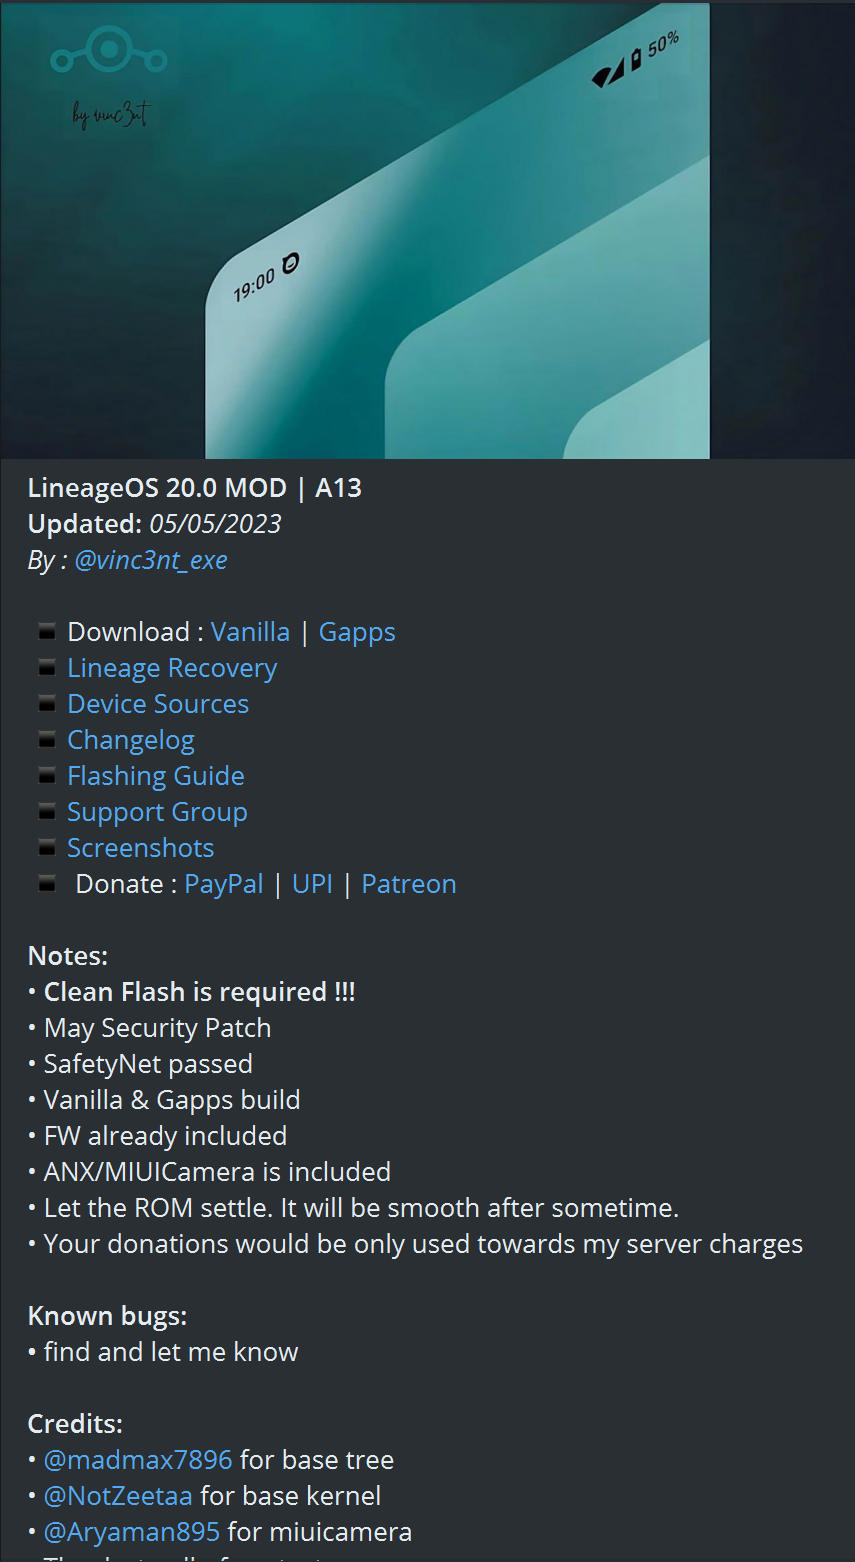 by vinc3nt
50%
19:00
LineageOS 20.0 MOD | A13
Updated: 05/05/2023
By : @vinc3nt_exe
Download : Vanilla | Gapps
Lineage Recovery
Device Sources
Changelog
Flashing Guide
Support Group
Screenshots
Donate : PayPal | UPI | Patreon
Notes:
• Clean Flash is required !!!
• May Security Patch
• SafetyNet passed
• Vanilla & Gapps build
• FW already included
• ANX/MIUICamera is included
• Let the ROM settle. It will be smooth after sometime.
• Your donations would be only used towards my server charges
Known bugs:
• find and let me know
Credits:
• @madmax7896 for base tree
• @NotZeetaa for base kernel
• @Aryaman895 for miuicamera